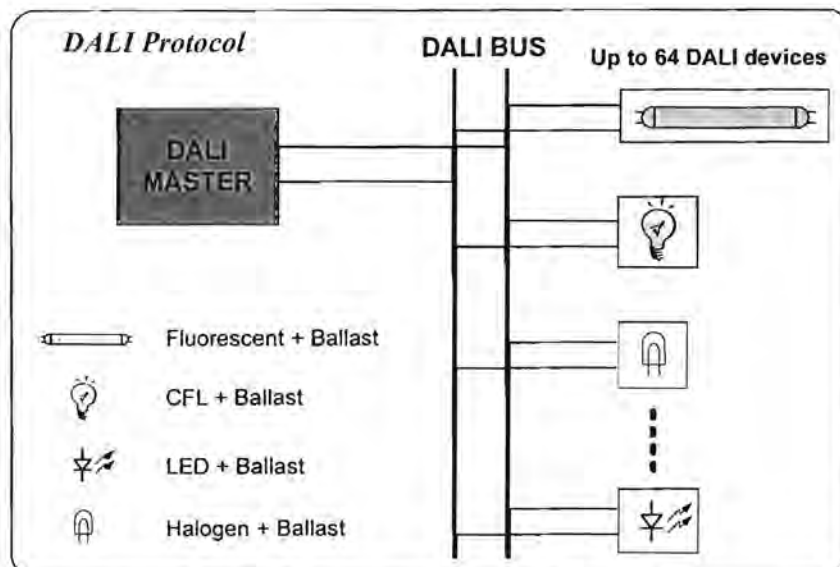 DALI Protocol
DALI BUS
Up to 64 DALI devices
DALI
MASTER
Fluorescent + Ballast
CFL + Ballast
LED + Ballast
Halogen + Ballast